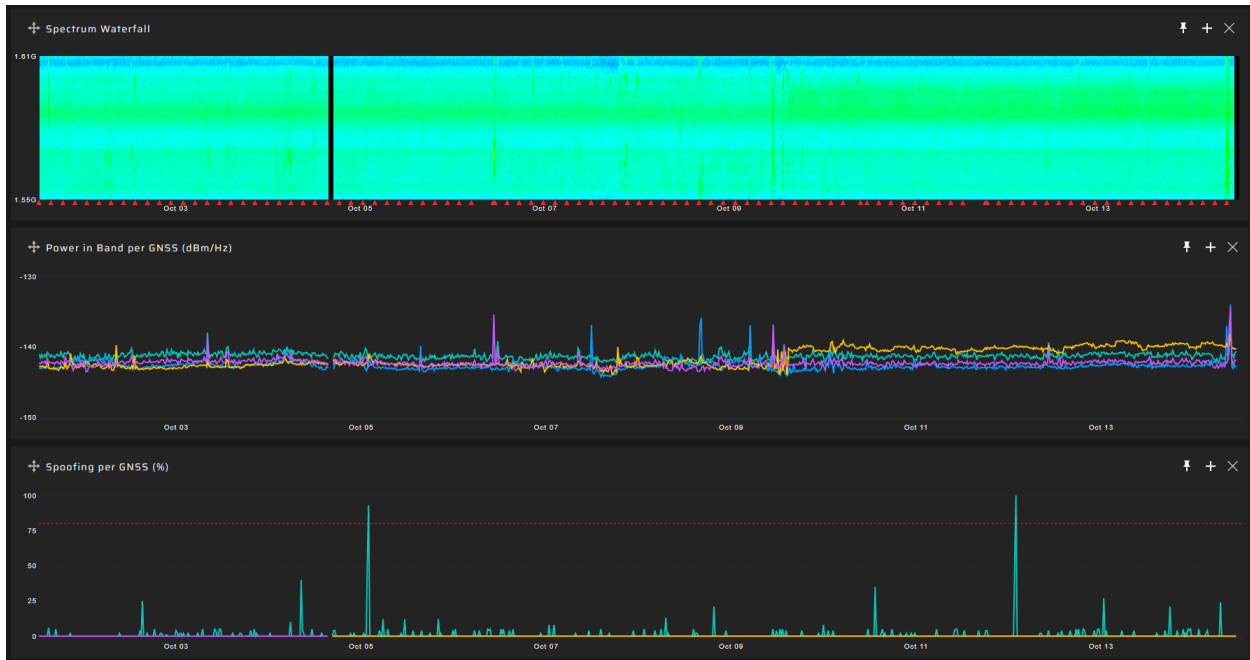 Spectrum Waterfall
1.61G
1.55G
Oct 03 Oct 05 Oct 07 Oct 09 Oct 11 Oct 13
Power in Band per GNSS (dBm/Hz)
-130
-140
-150
Oct 03 Oct 05 Oct 07 Oct 09 Oct 11 Oct 13
Spoofing per GNSS (%)
100
75
50
25
0
Oct 03 Oct 05 Oct 07 Oct 09 Oct 11 Oct 13